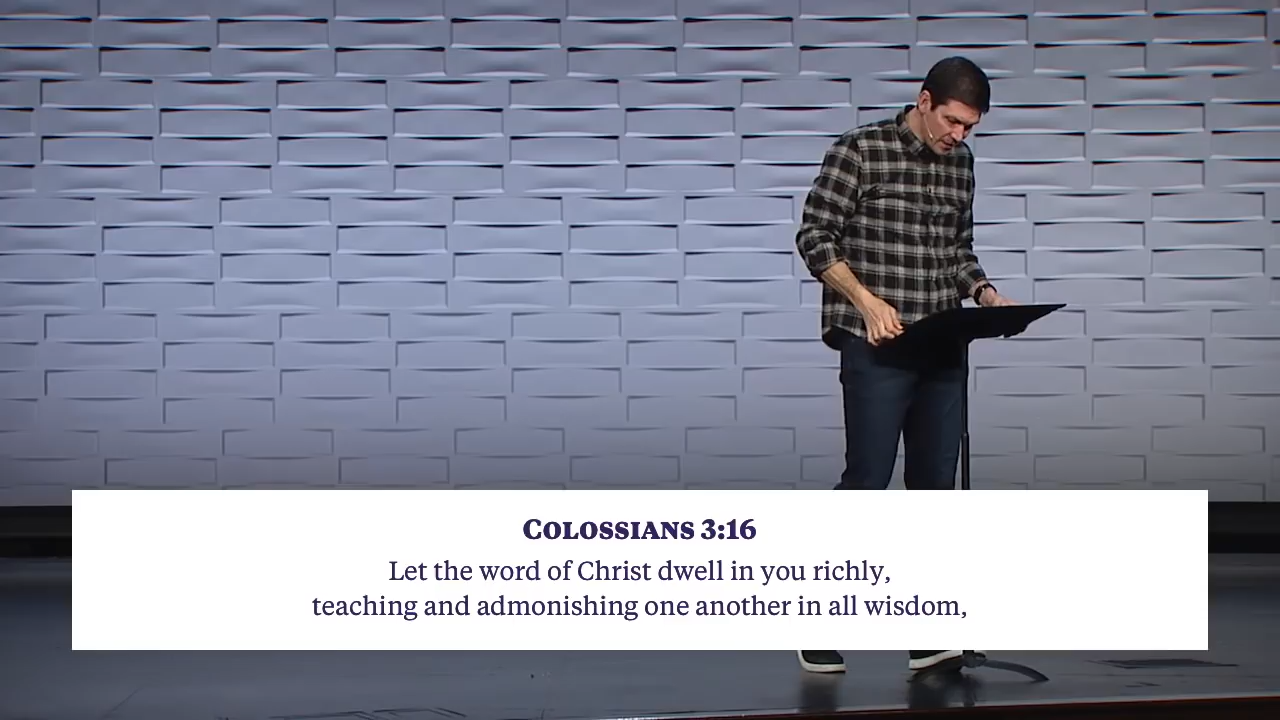 COLOSSIANS 3:16
Let the word of Christ dwell in you richly,
teaching and admonishing one another in all wisdom,